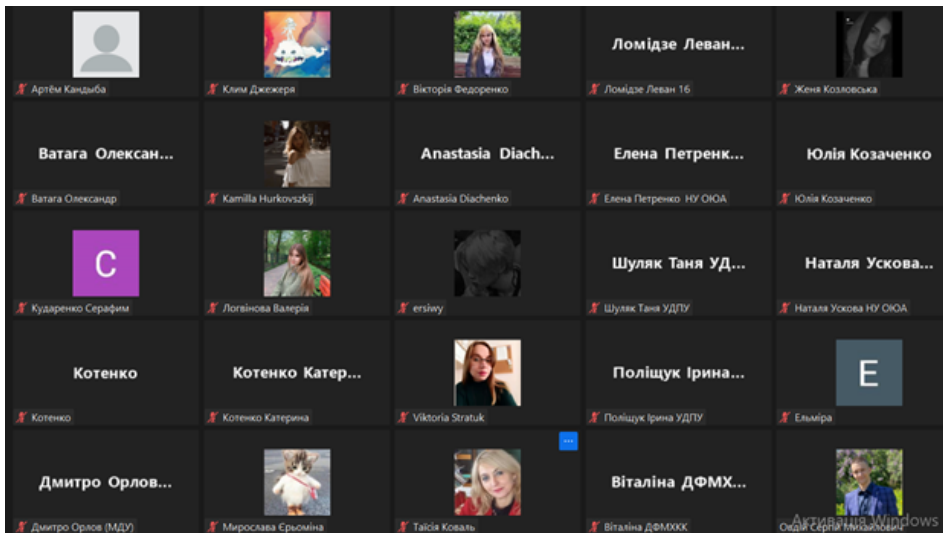 Ломідзе Леван...
Артём Кандыба
Клим Джежеря
Вікторія Федоренко
Ломідзе Леван 16
Женя Козловська
Ватага Олексан...
Anastasia Diach...
Елена Петренк...
Юлія Козаченко
Ватага Олександр
Kamilla Hurkovszkij
Anastasia Diachenko
Елена Петренко НУ ОЮА
Юлія Козаченко
С
Шуляк Таня УД...
Наталя Ускова...
Кударенко Серафим
Логвінова Валерія
ersiwy
Шуляк Таня УДПУ
Наталя Ускова НУ ОЮА
Котенко
Котенко Катер...
Поліщук Ірина...
Е
Котенко
Котенко Катерина
Viktoria Stratuk
Поліщук Ірина УДПУ
Ельміра
...
Дмитро Орлов...
Віталіна ДФМХ...
Дмитро Орлов (МДУ)
Мирослава Єрьоміна
Таїсія Коваль
Віталіна ДФМХКК
Овдій Сергій Михайлович
Активація Windows